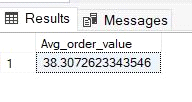 Results Messages
Avg_order_value
1 38.3072623343546